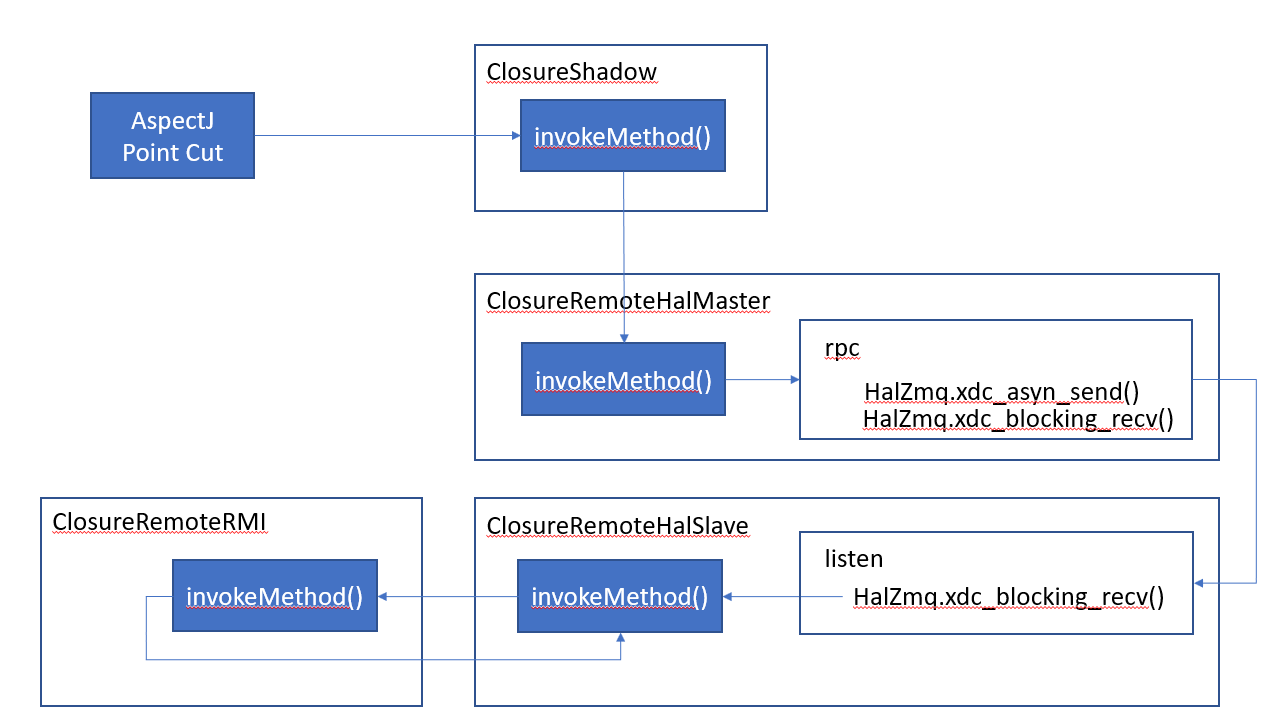 ClosureShadow
AspectJ
Point Cut
invokeMethod()
ClosureRemoteHalMaster
invokeMethod()
rpc
HalZmq.xdc_asyn_send()
HalZmq.xdc_blocking_recv()
ClosureRemoteRMI
invokeMethod()
ClosureRemoteHalSlave
invokeMethod()
listen
HalZmq.xdc_blocking_recv()